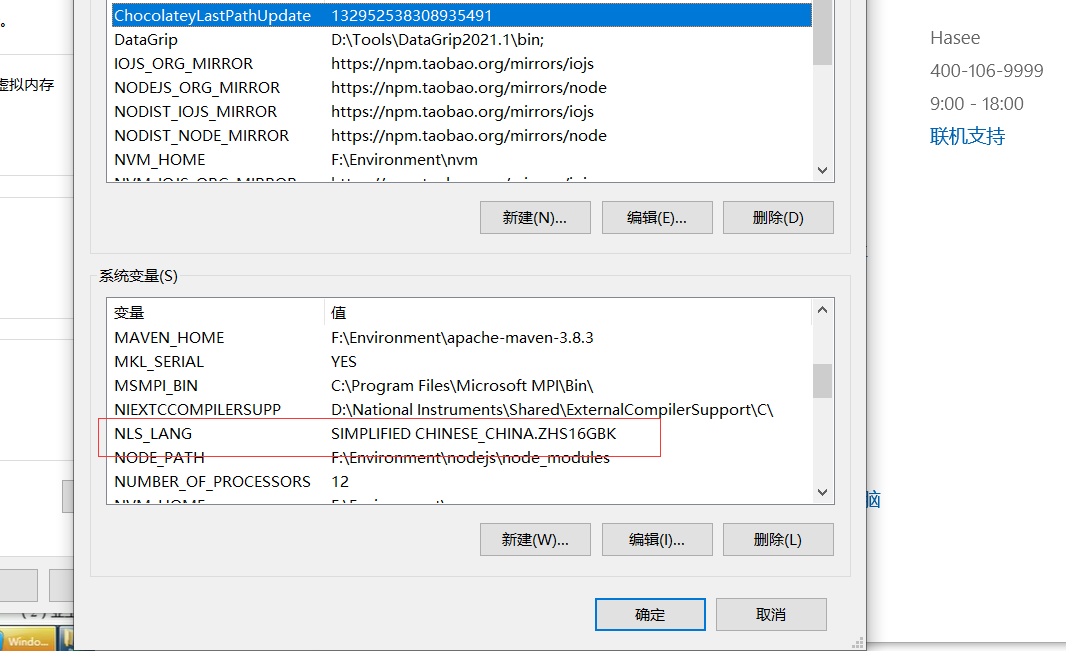 。
虚拟内存
ChocolateyLastPathUpdate 132952538308935491
DataGrip D:\Tools\DataGrip2021.1\bin;
IOJS_ORG_MIRROR https://npm.taobao.org/mirrors/iojs
NODEJS_ORG_MIRROR https://npm.taobao.org/mirrors/node
NODIST_IOJS_MIRROR https://npm.taobao.org/mirrors/iojs
NODIST_NODE_MIRROR https://npm.taobao.org/mirrors/node
NVM_HOME F:\Environment\nvm
新建(N)... 编辑(E)... 删除(D)
Hasee
400-106-9999
9:00 - 18:00
联机支持
系统变量(S)
变量 值
MAVEN_HOME F:\Environment\apache-maven-3.8.3
MKL_SERIAL YES
MSMPI_BIN C:\Program Files\Microsoft MPI\Bin\
NIEXTCCOMPILERSUPP D:\National Instruments\Shared\ExternalCompilerSupport\C\
NLS_LANG SIMPLIFIED CHINESE_CHINA.ZHS16GBK
NODE_PATH F:\Environment\nodejs\node_modules
NUMBER_OF_PROCESSORS 12
脑
新建(W)... 编辑(I)... 删除(L)
确定 取消
Windo...